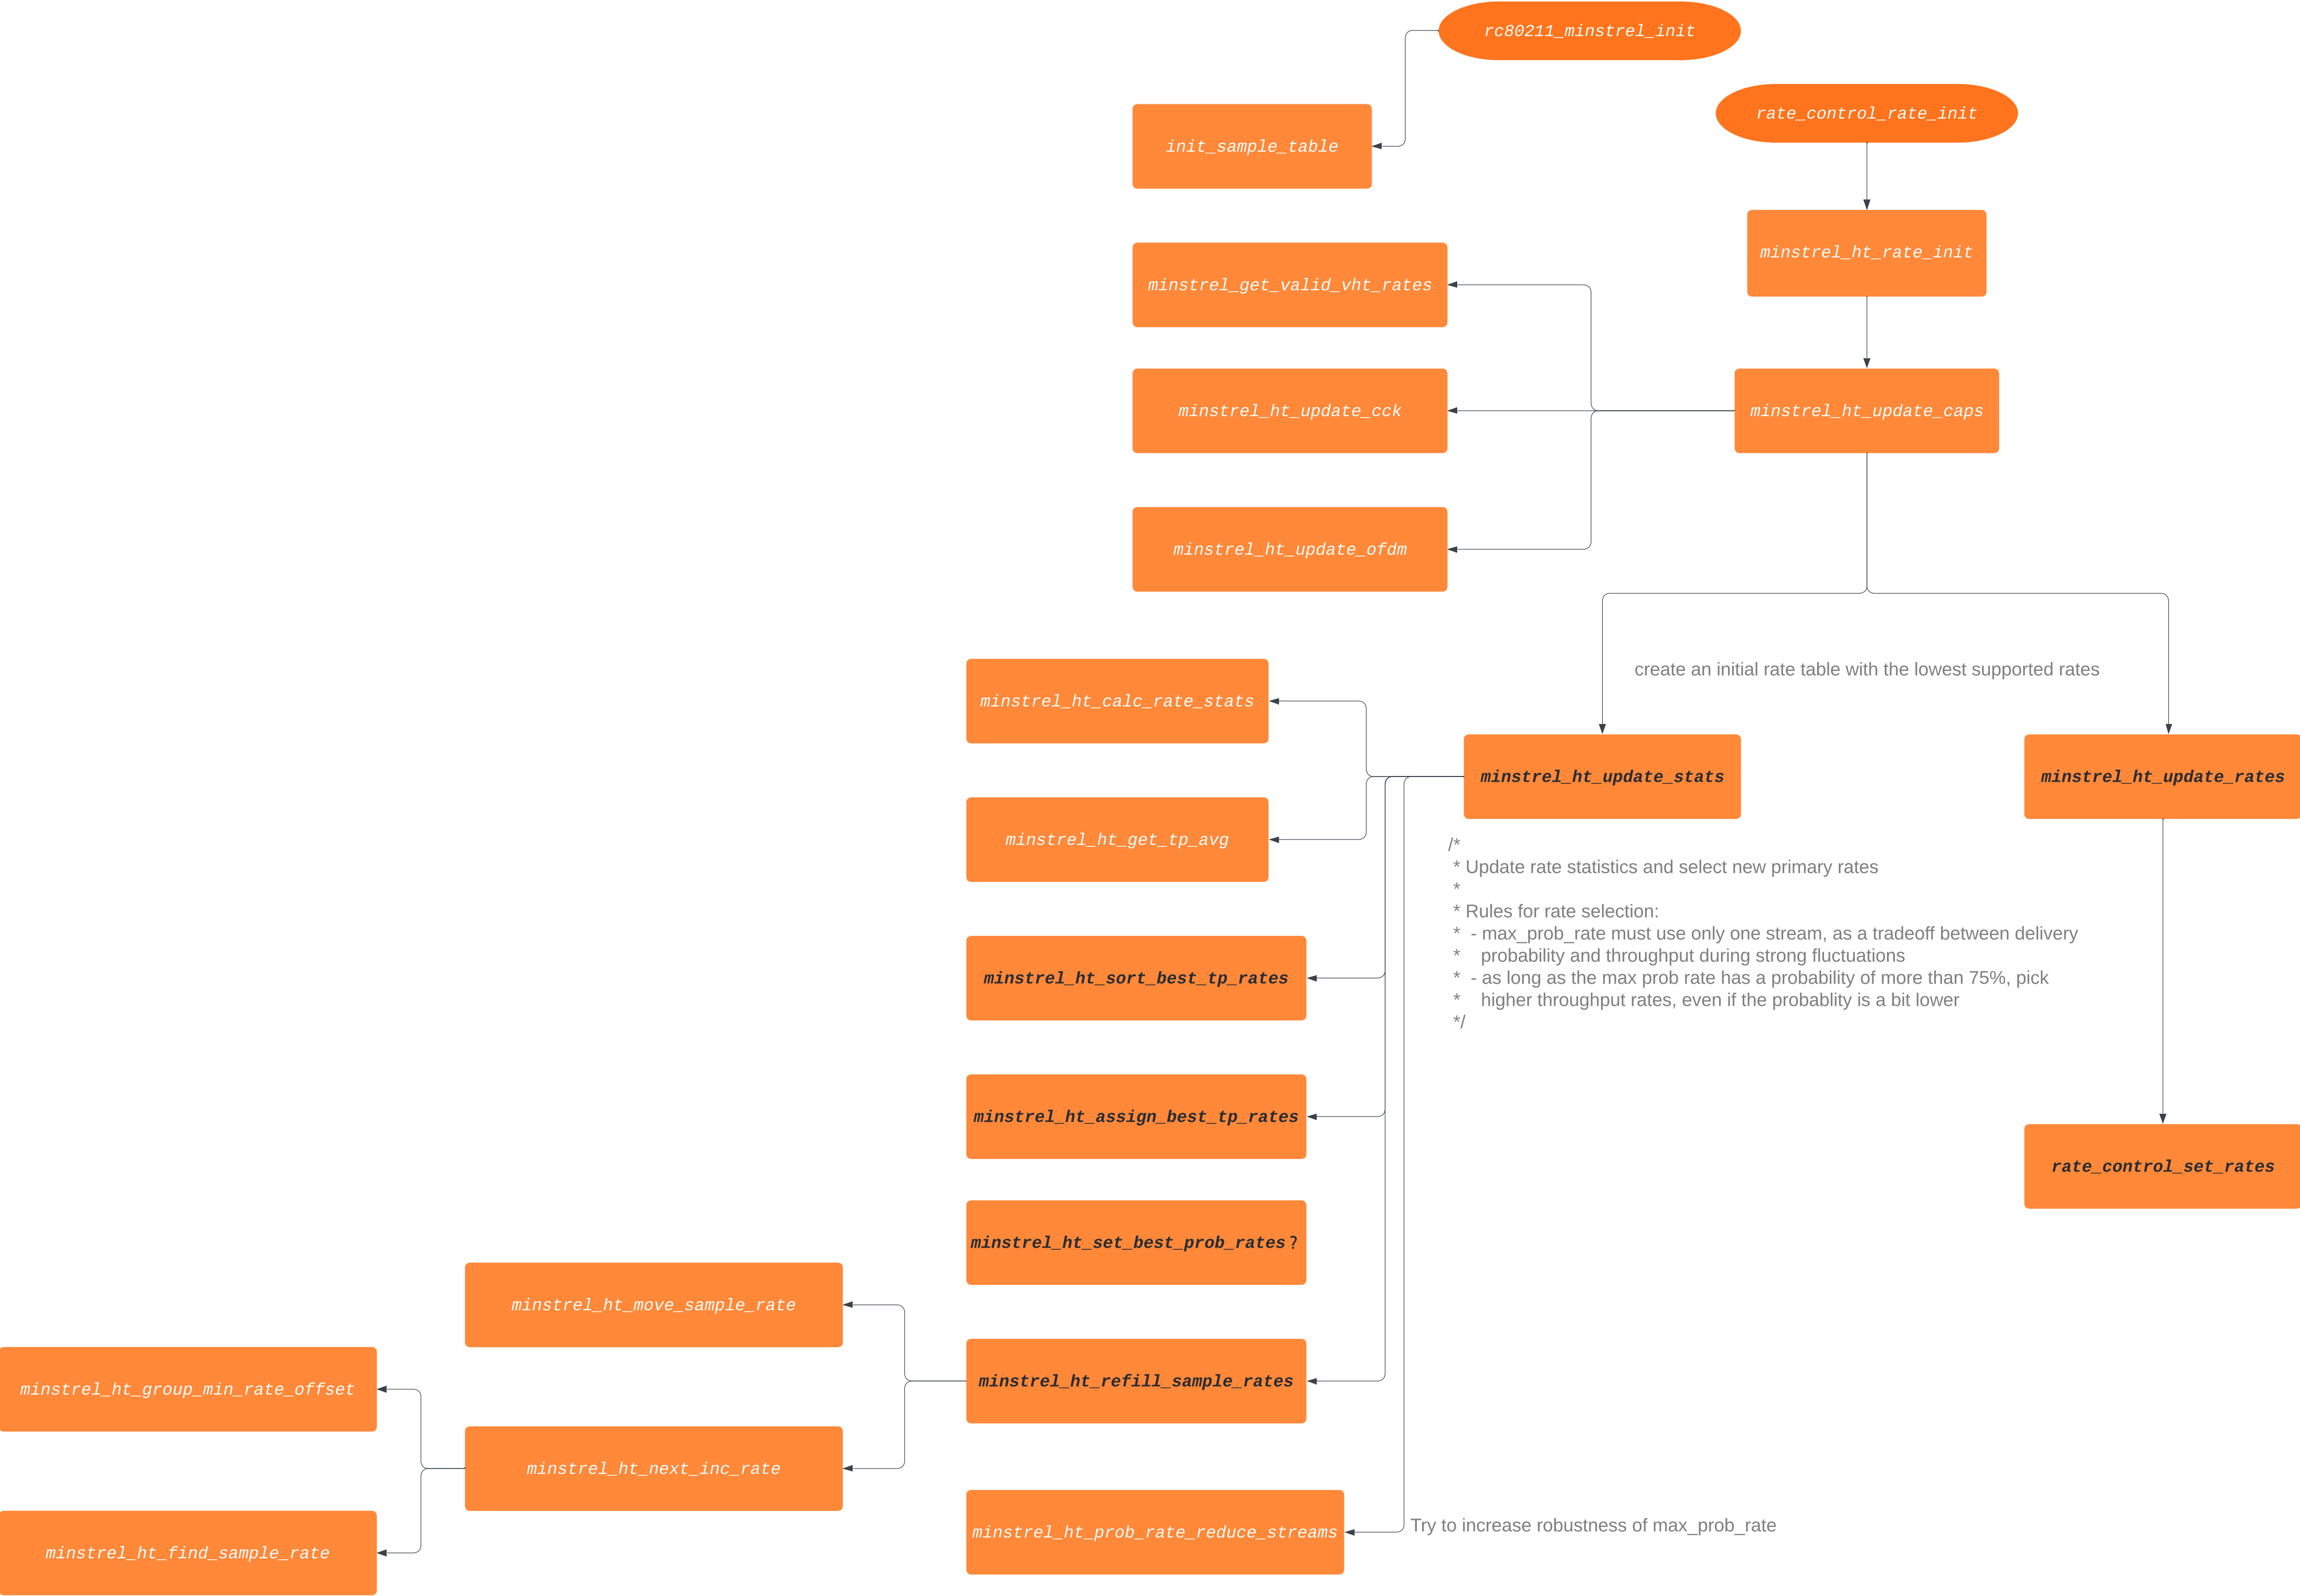 rc80211_minstrel_init
rate_control_rate_init
init_sample_table
minstrel_ht_rate_init
minstrel_get_valid_vht_rates
minstrel_ht_update_cck
minstrel_ht_update_caps
minstrel_ht_update_ofdm
create an initial rate table with the lowest supported rates
minstrel_ht_calc_rate_stats
minstrel_ht_update_stats
minstrel_ht_update_rates
minstrel_ht_get_tp_avg
/*
* Update rate statistics and select new primary rates
*
* Rules for rate selection:
* - max_prob_rate must use only one stream, as a tradeoff between delivery
* probability and throughput during strong fluctuations
* - as long as the max prob rate has a probability of more than 75%, pick
* higher throughput rates, even if the probablity is a bit lower
*/
minstrel_ht_sort_best_tp_rates
minstrel_ht_assign_best_tp_rates
rate_control_set_rates
minstrel_ht_set_best_prob_rates ?
minstrel_ht_move_sample_rate
minstrel_ht_refill_sample_rates
minstrel_ht_group_min_rate_offset
minstrel_ht_next_inc_rate
minstrel_ht_prob_rate_reduce_streams
Try to increase robustness of max_prob_rate
minstrel_ht_find_sample_rate